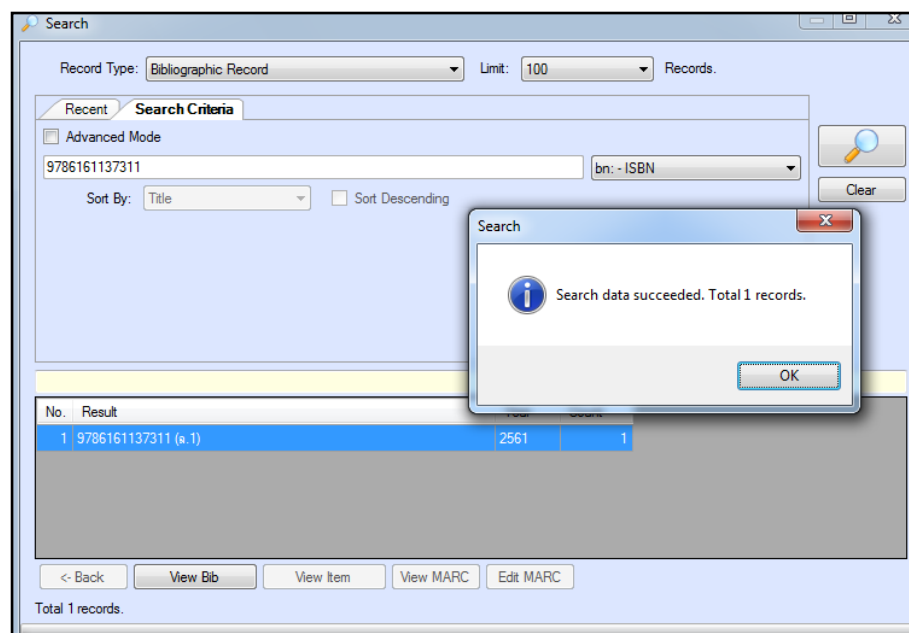 Search
Record Type: Bibliographic Record Limit: 100 Records.
Recent Search Criteria
Advanced Mode
9786161137311 bn: - ISBN
Sort By: Title Sort Descending
Clear
Search
Search data succeeded. Total 1 records.
OK
No. Result
1 9786161137311 (ล.1) 2561 1
<- Back View Bib View Item View MARC Edit MARC
Total 1 records.